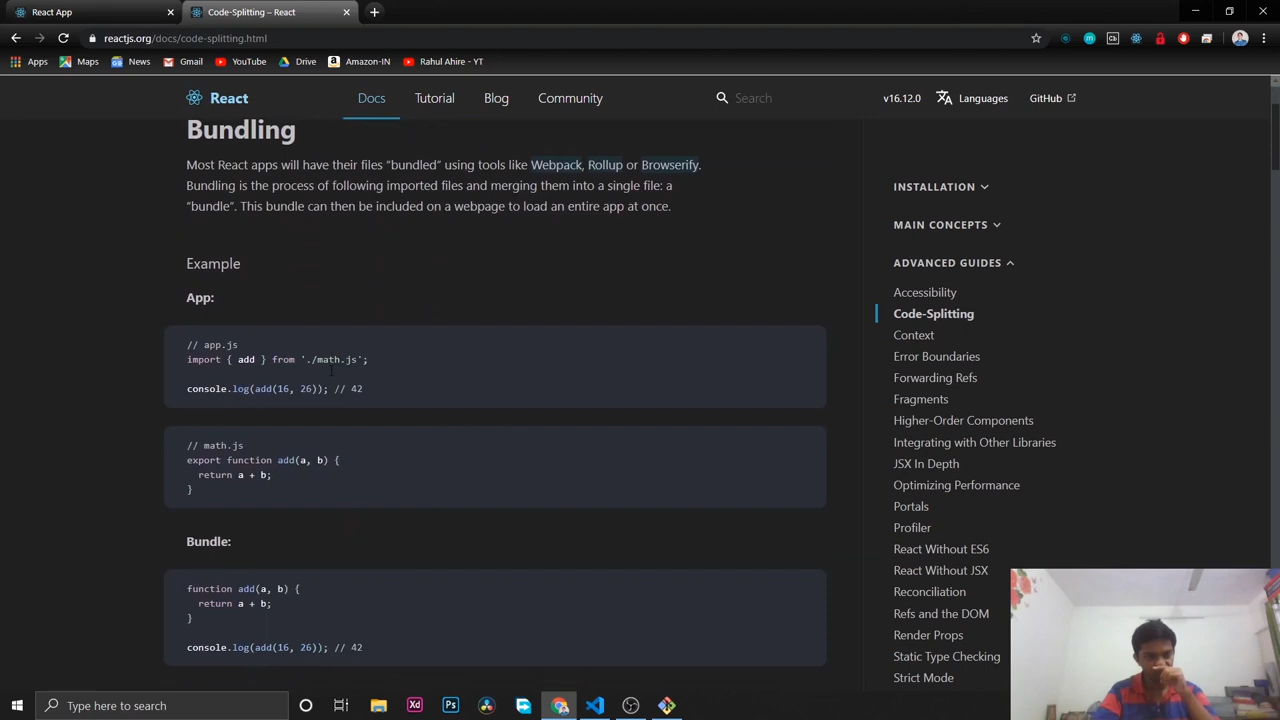 React App
Code-Splitting – React
reactjs.org/docs/code-splitting.html
Apps
Maps
News
Gmail
YouTube
Drive
Amazon-IN
Rahul Ahire - YT
React
Docs
Tutorial
Blog
Community
Search
v16.12.0
Languages
GitHub
Bundling
Most React apps will have their files “bundled” using tools like Webpack, Rollup or Browserify.
Bundling is the process of following imported files and merging them into a single file: a
“bundle”. This bundle can then be included on a webpage to load an entire app at once.
Example
App:
// app.js
import { add } from './math.js';
console.log(add(16, 26)); // 42
// math.js
export function add(a, b) {
return a + b;
}
Bundle:
function add(a, b) {
return a + b;
}
console.log(add(16, 26)); // 42
INSTALLATION
MAIN CONCEPTS
ADVANCED GUIDES
Accessibility
Code-Splitting
Context
Error Boundaries
Forwarding Refs
Fragments
Higher-Order Components
Integrating with Other Libraries
JSX In Depth
Optimizing Performance
Portals
Profiler
React Without ES6
React Without JSX
Reconciliation
Refs and the DOM
Render Props
Static Type Checking
Strict Mode
Type here to search
Xd
Ps